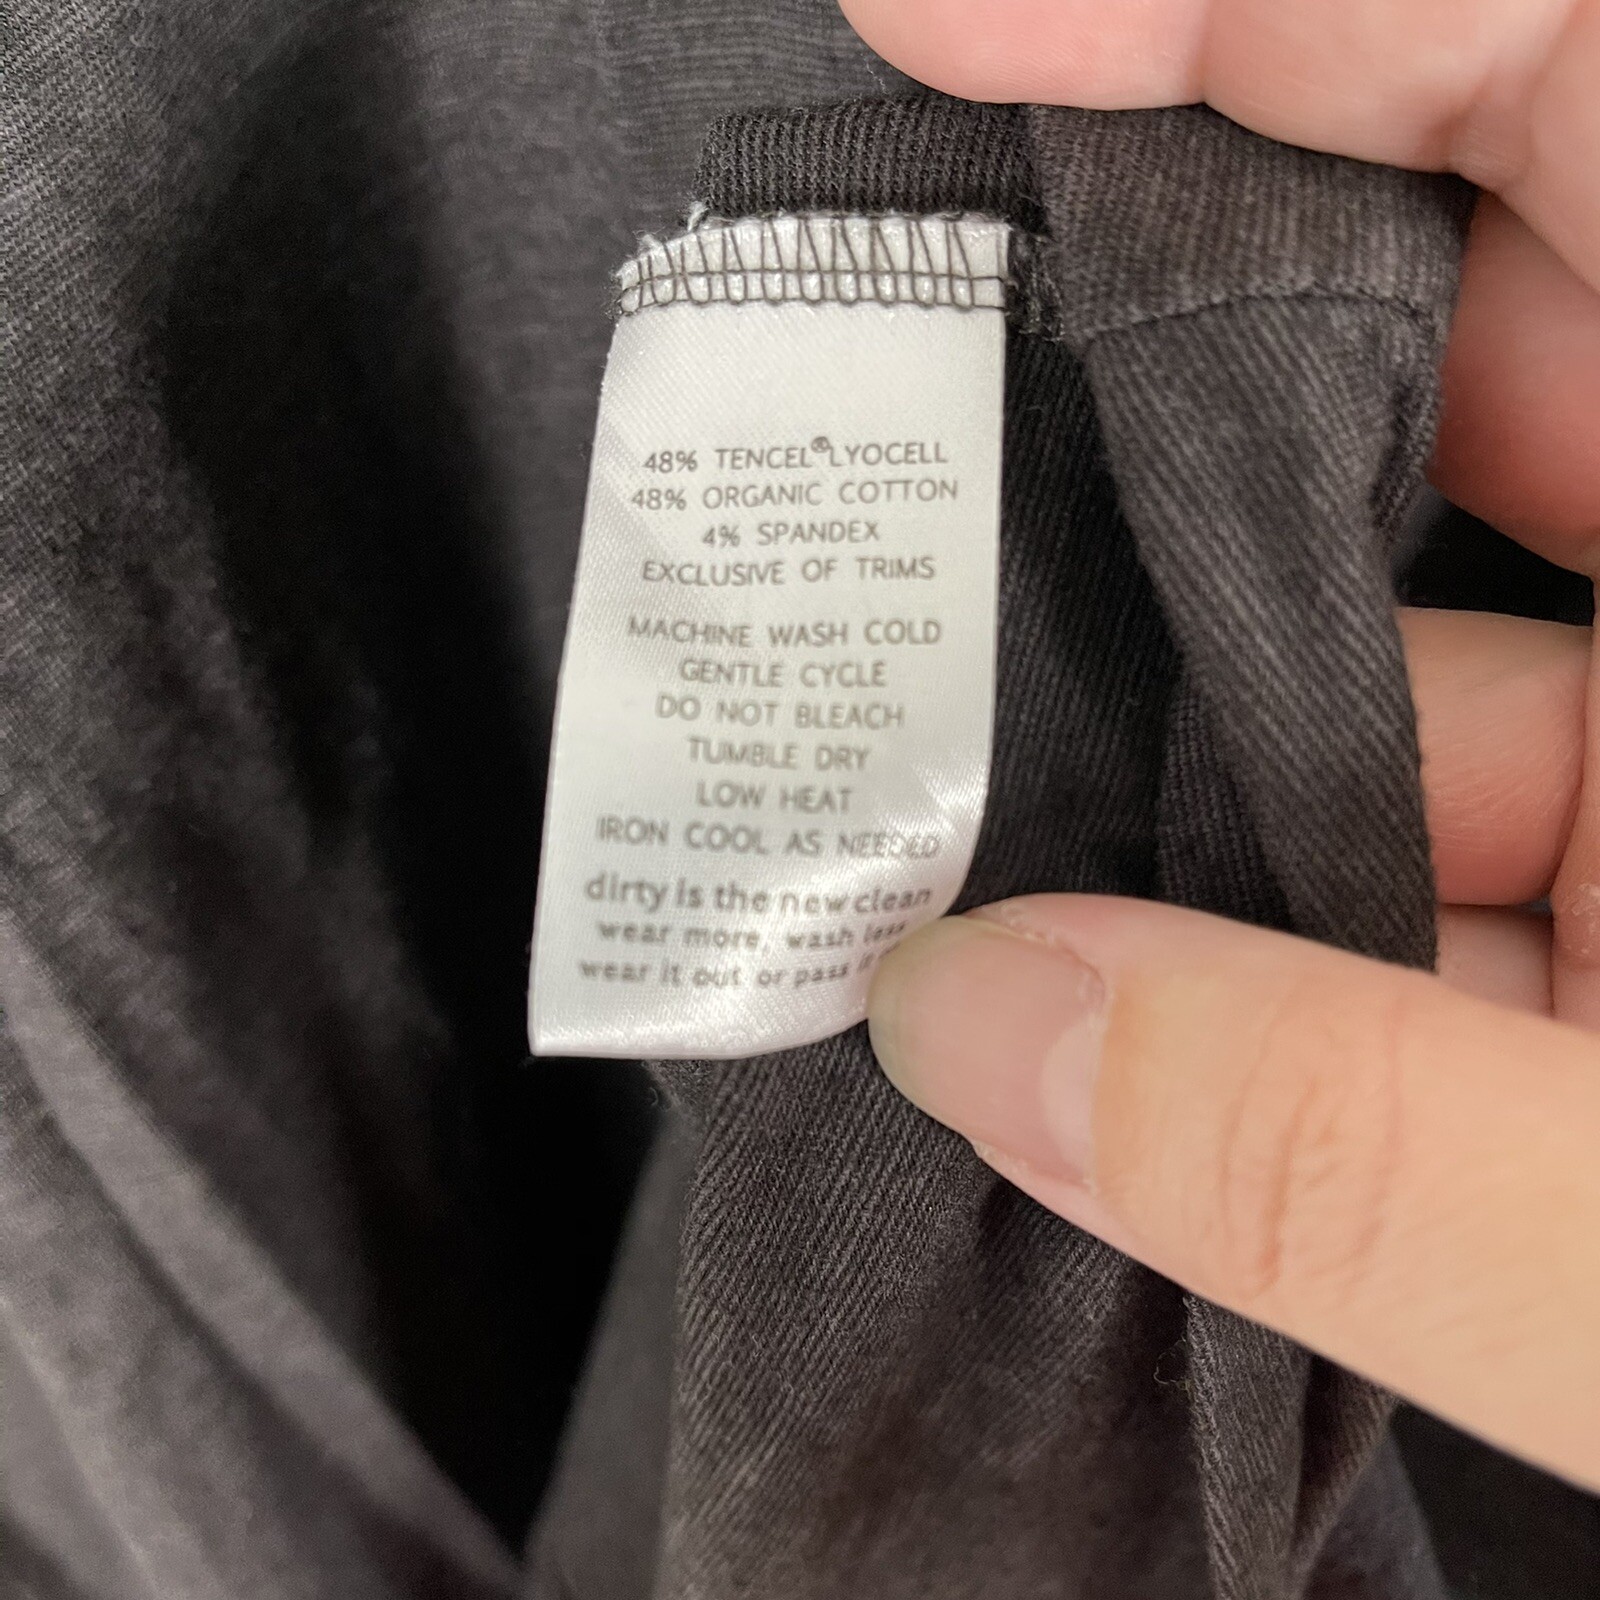 48% TENCEL®LYOCELL
48% ORGANIC COTTON
4% SPANDEX
EXCLUSIVE OF TRIMS
MACHINE WASH COLD
GENTLE CYCLE
DO NOT BLEACH
TUMBLE DRY
LOW HEAT
IRON COOL AS NEEDED
dirty is the new clean
wear more, wash less
wear it out or pass it